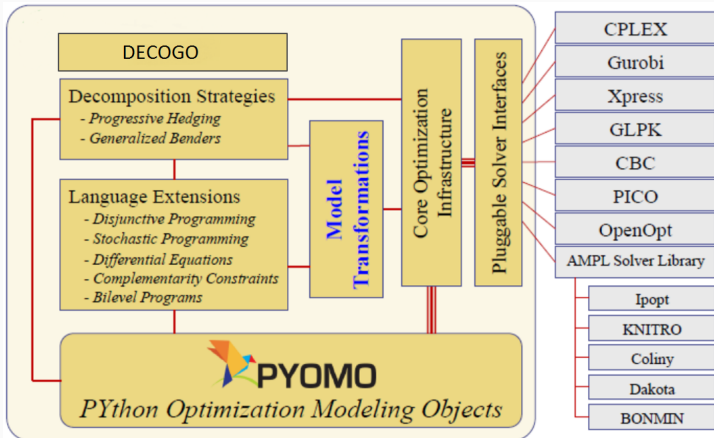 DECOGO
Decomposition Strategies
- Progressive Hedging
- Generalized Benders
Language Extensions
- Disjunctive Programming
- Stochastic Programming
- Differential Equations
- Complementarity Constraints
- Bilevel Programs
Model
Transformations
Core Optimization
Infrastructure
Pluggable Solver Interfaces
PYOMO
PYthon Optimization Modeling Objects
CPLEX
Gurobi
Xpress
GLPK
CBC
PICO
OpenOpt
AMPL Solver Library
Ipopt
KNITRO
Coliny
Dakota
BONMIN